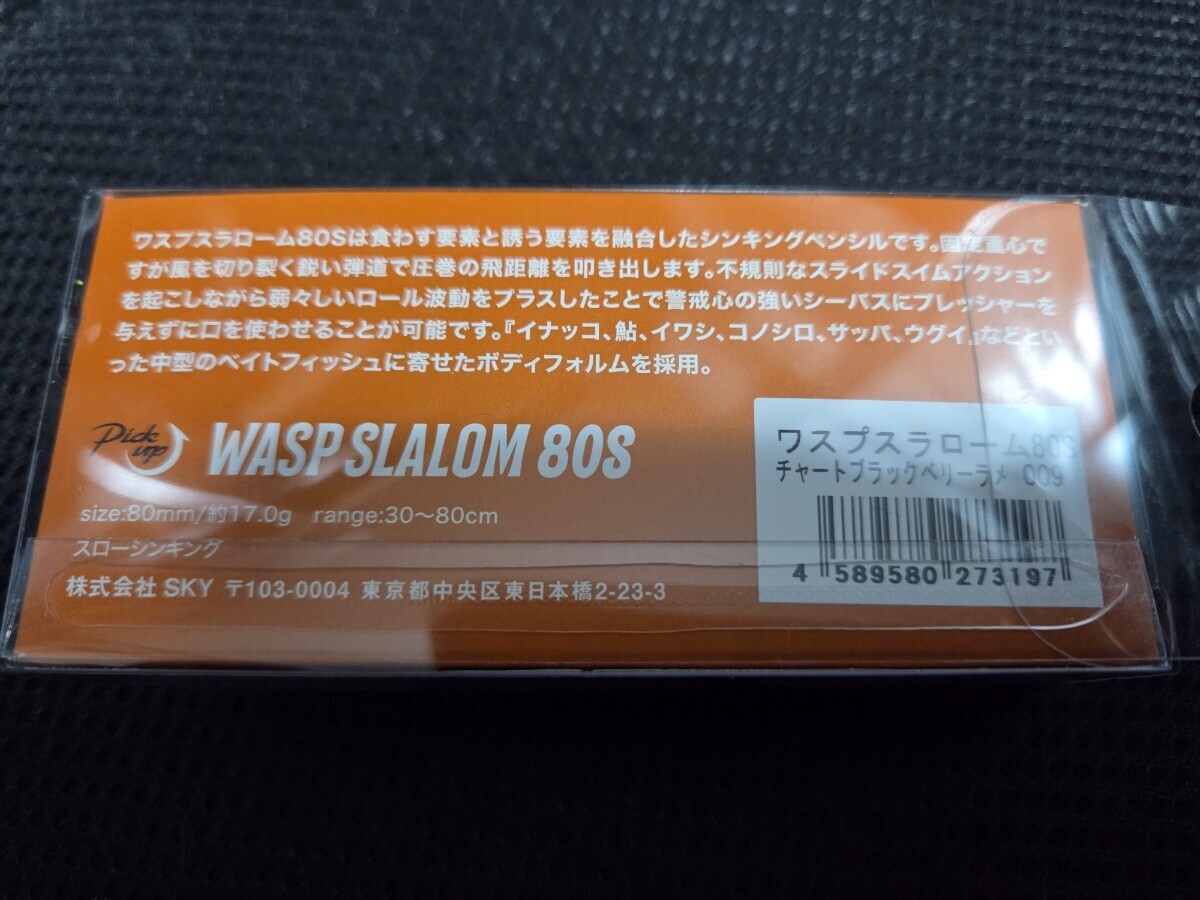 ワスプスラローム80Sは食わす要素と誘う要素を融合したシンキングペンシルです。固定重心で
すが風を切り裂く鋭い弾道で圧巻の飛距離を叩き出します。不規則なスライドスイムアクション
を起こしながら弱々しいロール波動をプラスしたことで警戒心の強いシーバスにプレッシャーを
与えずに口を使わせることが可能です。『イナッコ、鮎、イワシ、コノシロ、サッパ、ウグイ』などとい
った中型のベイトフィッシュに寄せたボディフォルムを採用。
Pick up
WASP SLALOM 80S
size:80mm/約17.0g range:30～80cm
スローシンキング
株式会社 SKY 〒103-0004 東京都中央区東日本橋2-23-3
ワスプスラローム80S
チャートブラックベリーラメ 009
4 589580 273197